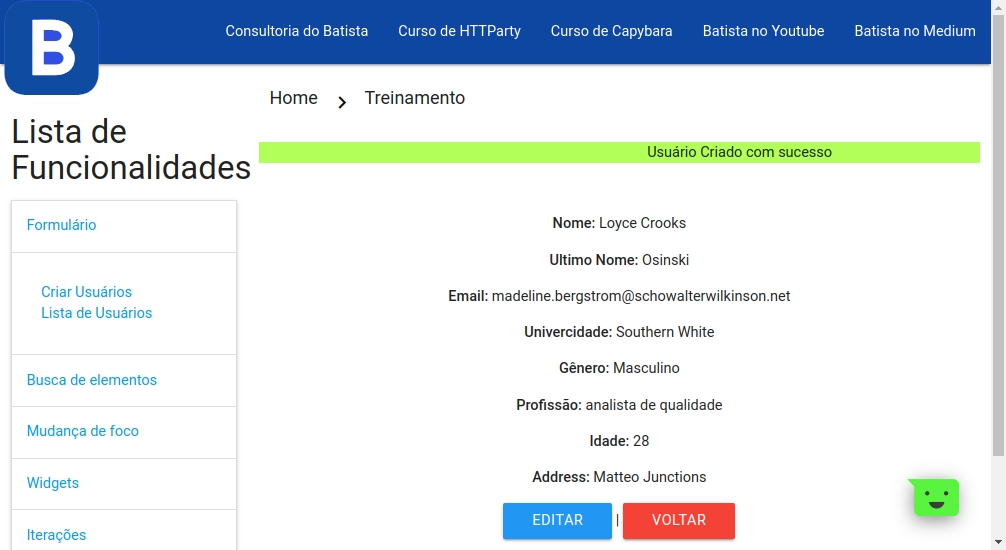 B
Consultoria do Batista
Curso de HTTParty
Curso de Capybara
Batista no Youtube
Batista no Medium
Home
Treinamento
Lista de
Funcionalidades
Formulário
Criar Usuários
Lista de Usuários
Busca de elementos
Mudança de foco
Widgets
Iterações
Usuário Criado com sucesso
Nome: Loyce Crooks
Ultimo Nome: Osinski
Email: madeline.bergstrom@schowalterwilkinson.net
Univercidade: Southern White
Gênero: Masculino
Profissão: analista de qualidade
Idade: 28
Address: Matteo Junctions
EDITAR | VOLTAR